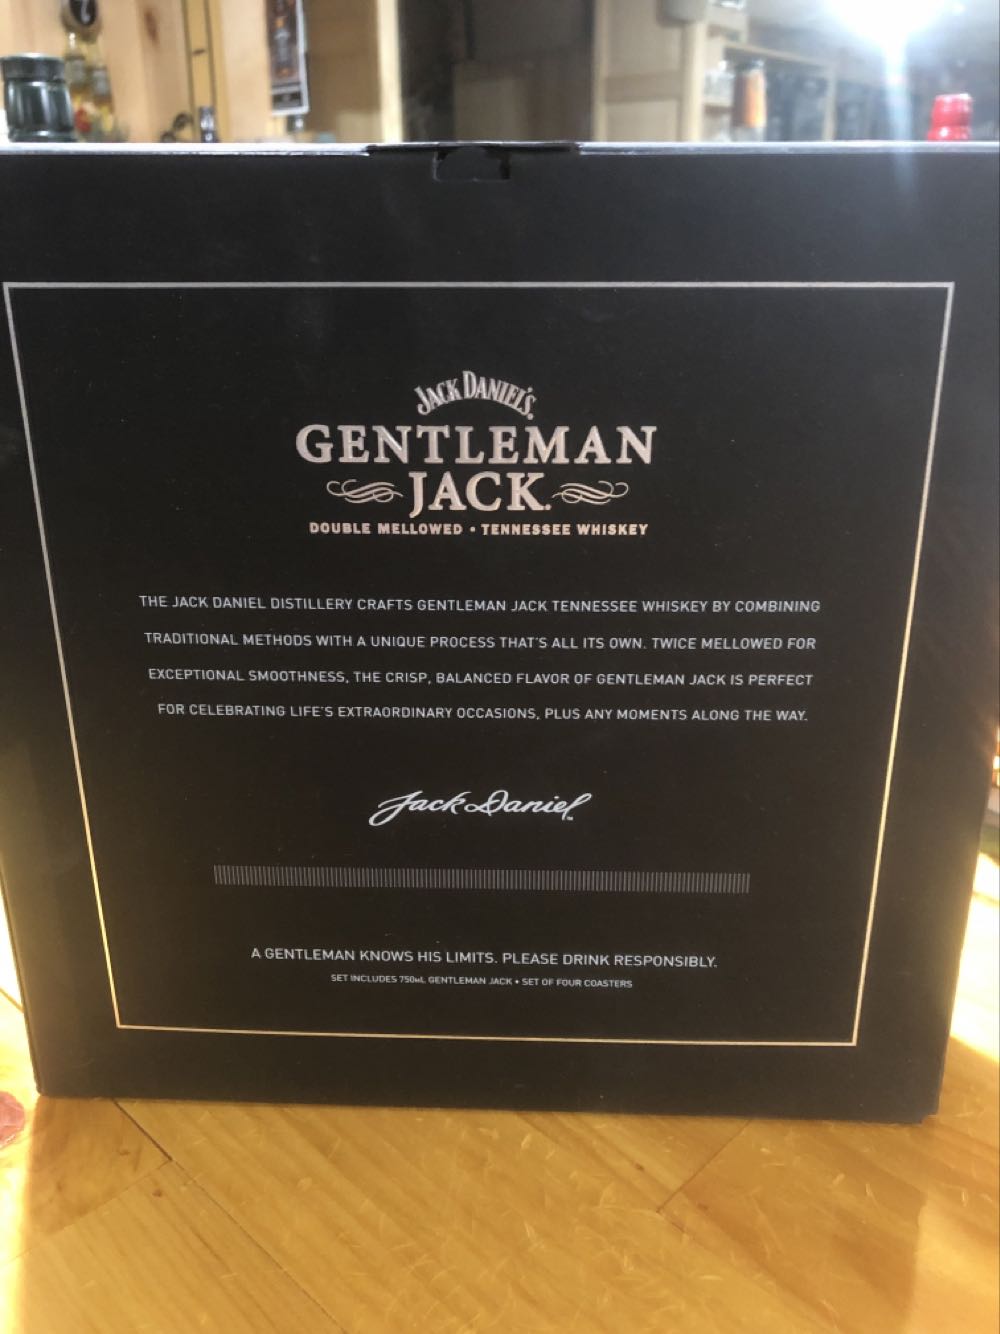 JACK DANIEL'S
GENTLEMAN
JACK.
DOUBLE MELLOWED • TENNESSEE WHISKEY
THE JACK DANIEL DISTILLERY CRAFTS GENTLEMAN JACK TENNESSEE WHISKEY BY COMBINING
TRADITIONAL METHODS WITH A UNIQUE PROCESS THAT'S ALL ITS OWN. TWICE MELLOWED FOR
EXCEPTIONAL SMOOTHNESS, THE CRISP, BALANCED FLAVOR OF GENTLEMAN JACK IS PERFECT
FOR CELEBRATING LIFE'S EXTRAORDINARY OCCASIONS, PLUS ANY MOMENTS ALONG THE WAY.
Jack Daniel
A GENTLEMAN KNOWS HIS LIMITS. PLEASE DRINK RESPONSIBLY.
SET INCLUDES 750mL GENTLEMAN JACK • SET OF FOUR COASTERS